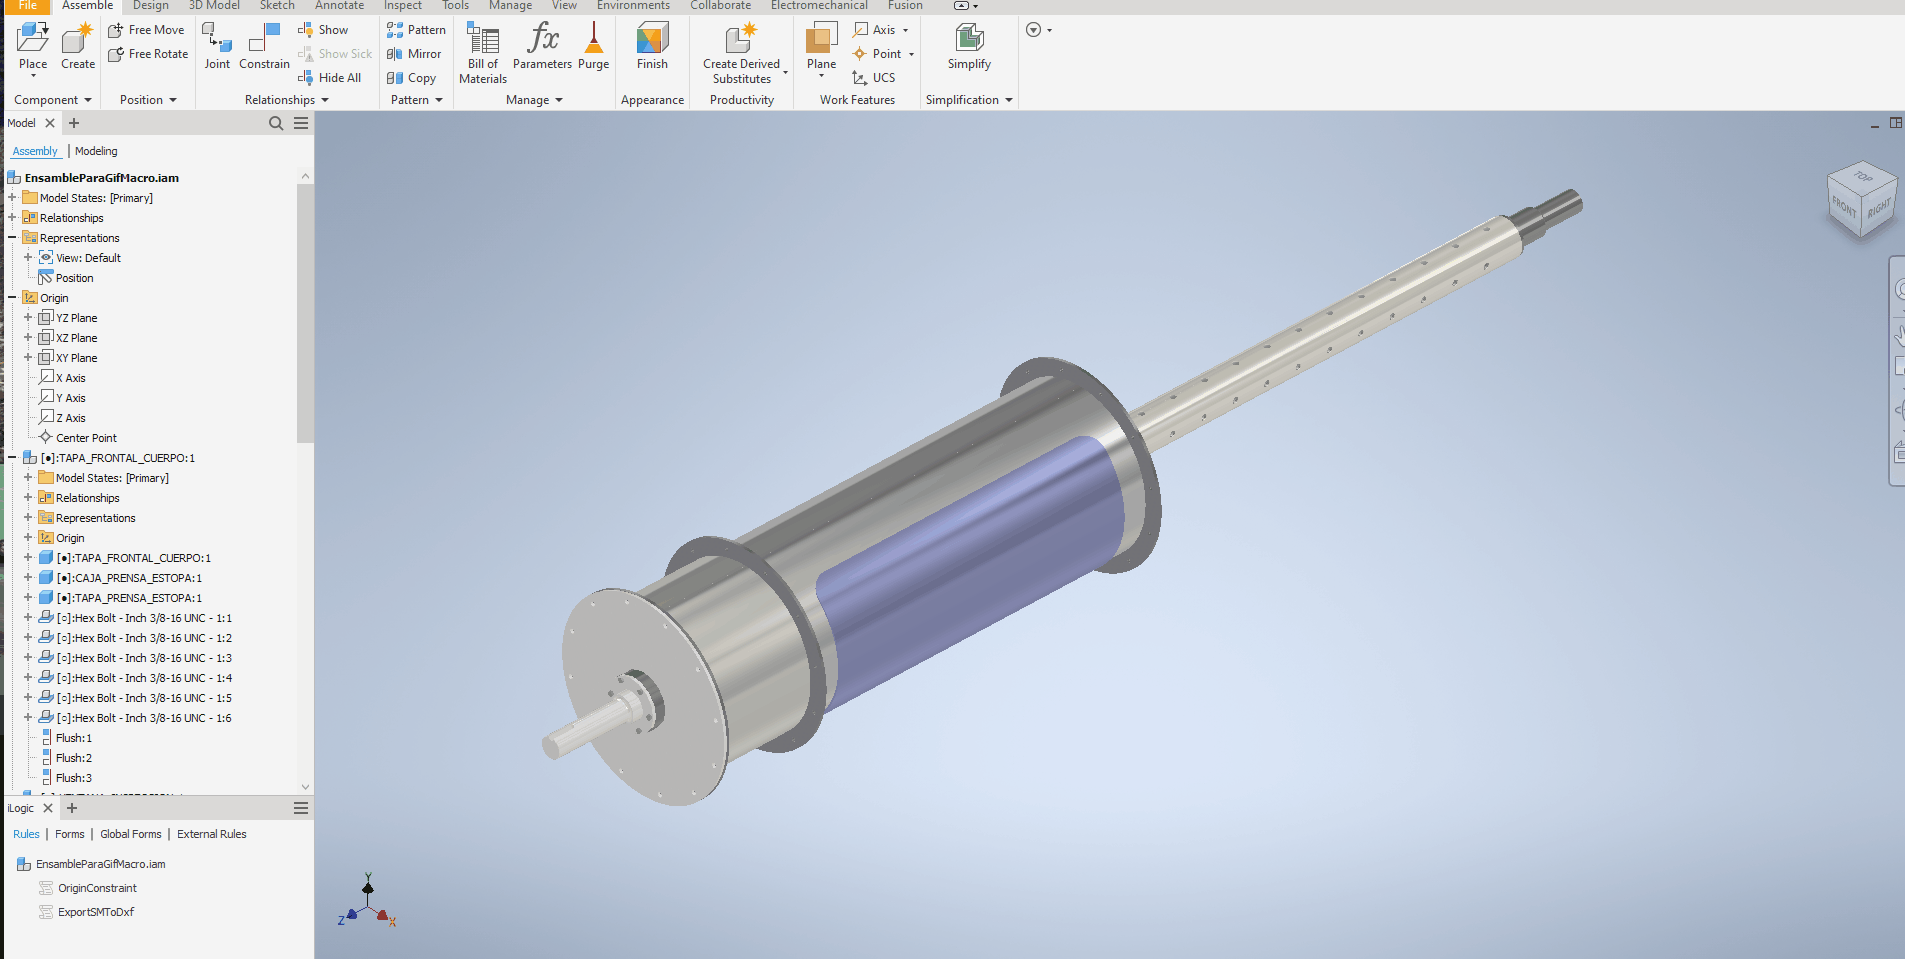 File Assemble Design 3D Model Sketch Annotate Inspect Tools Manage View Environments Collaborate Electromechanical Fusion
Place
Create
Free Move
Free Rotate
Joint
Constrain
Show
Show Sick
Hide All
Pattern
Mirror
Copy
Bill of
Materials
Parameters
Purge
Finish
Create Derived
Substitutes
Plane
Axis
Point
UCS
Simplify
Component Position Relationships Pattern Manage Appearance Productivity Work Features Simplification
Model
Assembly | Modeling
EnsambleParaGifMacro.iam
Model States: [Primary]
Relationships
Representations
View: Default
Position
Origin
YZ Plane
XZ Plane
XY Plane
X Axis
Y Axis
Z Axis
Center Point
[●]:TAPA_FRONTAL_CUERPO:1
Model States: [Primary]
Relationships
Representations
Origin
[●]:TAPA_FRONTAL_CUERPO:1
[●]:CAJA_PRENSA_ESTOPA:1
[●]:TAPA_PRENSA_ESTOPA:1
[○]:Hex Bolt - Inch 3/8-16 UNC - 1:1
[○]:Hex Bolt - Inch 3/8-16 UNC - 1:2
[○]:Hex Bolt - Inch 3/8-16 UNC - 1:3
[○]:Hex Bolt - Inch 3/8-16 UNC - 1:4
[○]:Hex Bolt - Inch 3/8-16 UNC - 1:5
[○]:Hex Bolt - Inch 3/8-16 UNC - 1:6
Flush:1
Flush:2
Flush:3
iLogic
Rules | Forms | Global Forms | External Rules
EnsambleParaGifMacro.iam
OriginConstraint
ExportSMToDxf
TOP
FRONT
RIGHT
Y
Z
X